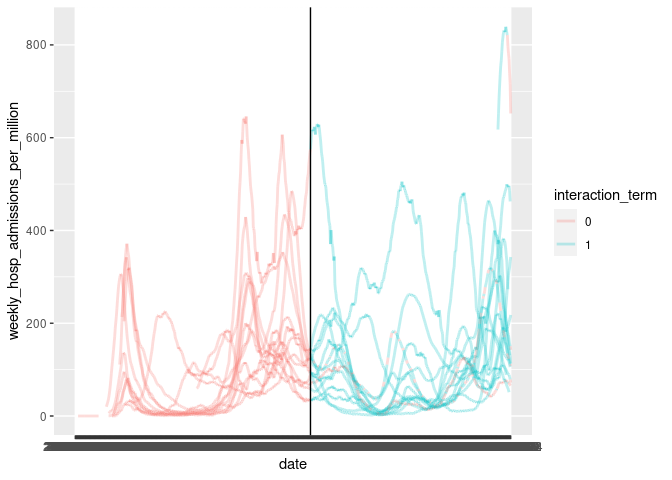 weekly_hosp_admissions_per_million
800
600
400
200
0
date
interaction_term
0
1